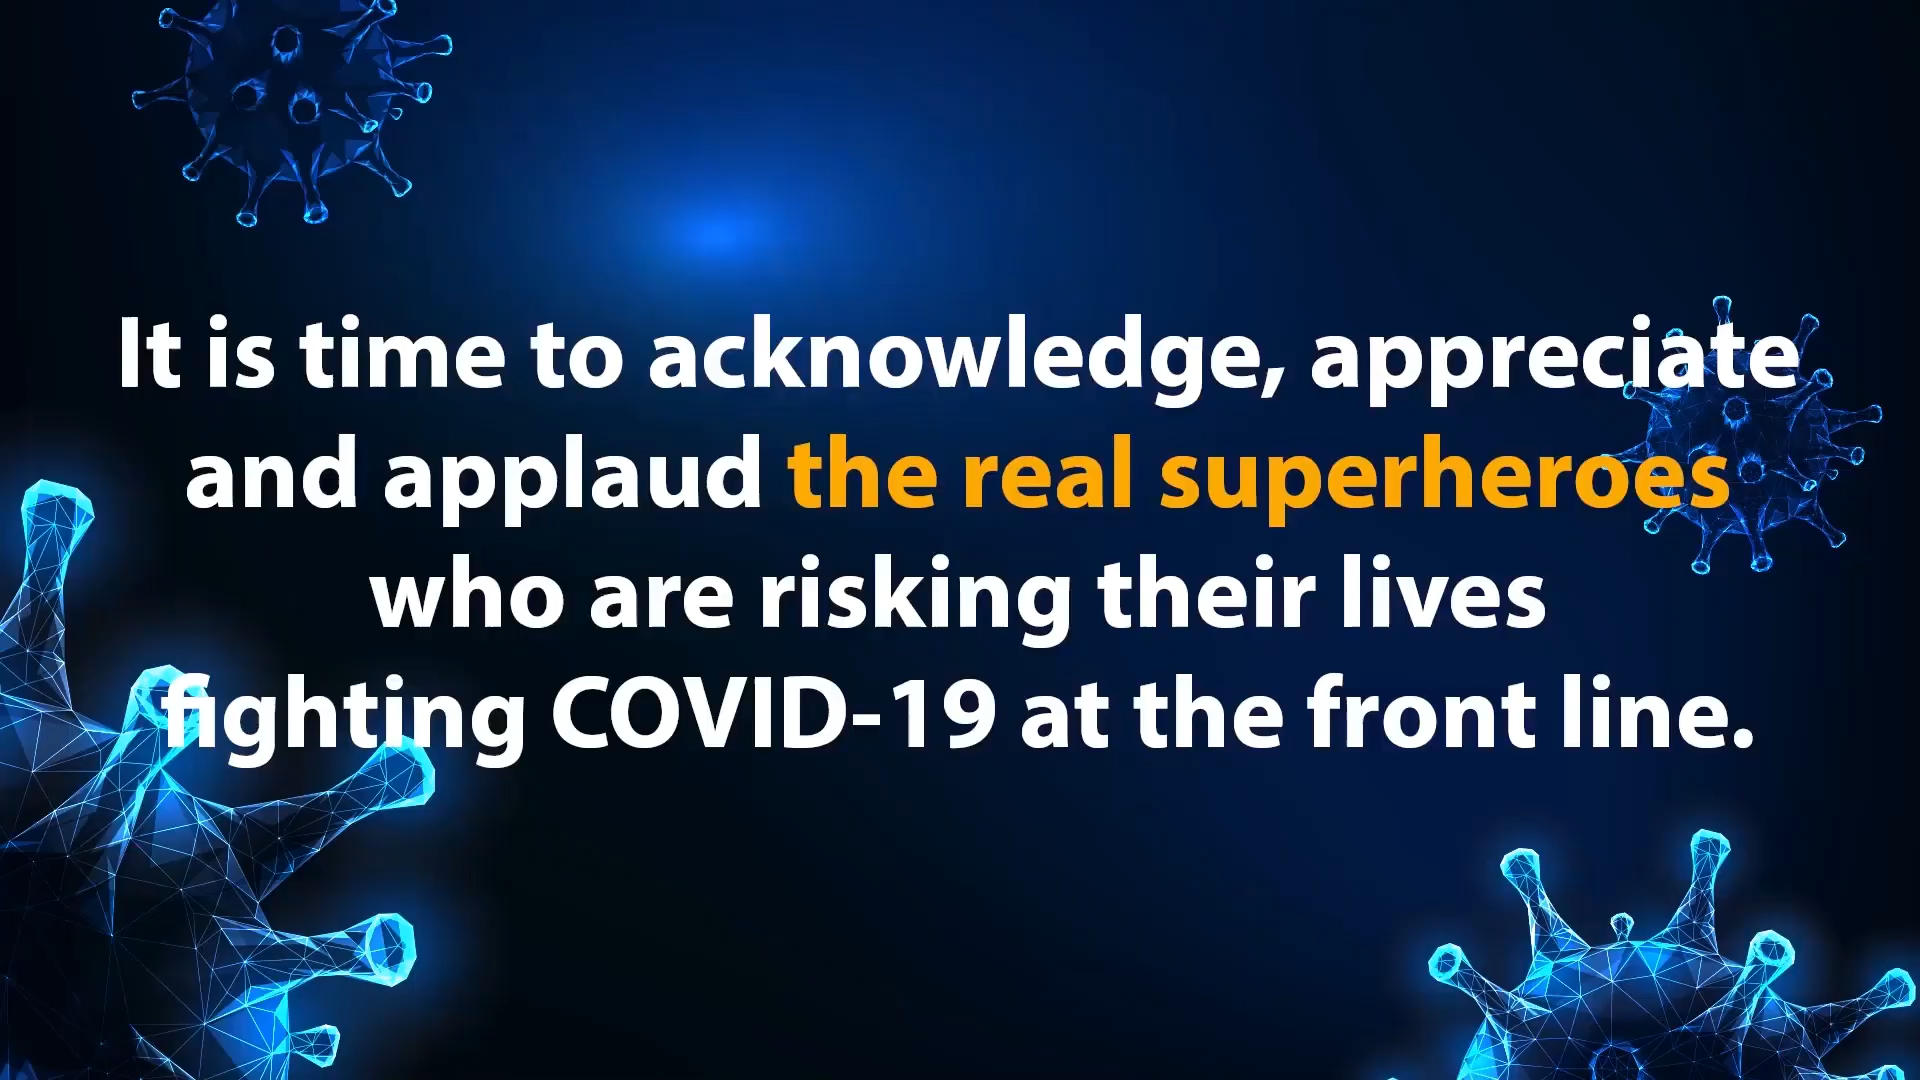 It is time to acknowledge, appreciate
and applaud the real superheroes
who are risking their lives
fighting COVID-19 at the front line.